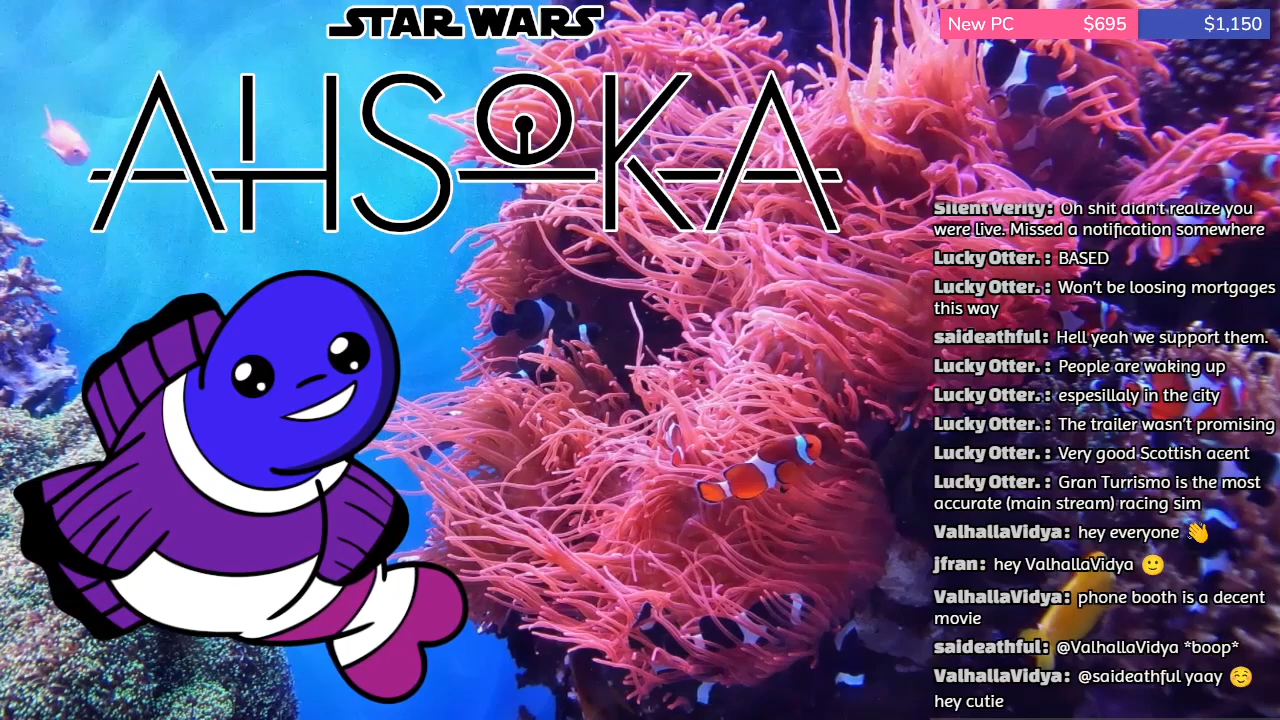 STAR WARS
AHSOKA
New PC $695 $1,150
Silent Verity: Oh shit didn't realize you
were live. Missed a notification somewhere
Lucky Otter. : BASED
Lucky Otter. : Won't be loosing mortgages
this way
saideathful: Hell yeah we support them.
Lucky Otter. : People are waking up
Lucky Otter. : espesillaly in the city
Lucky Otter. : The trailer wasn't promising
Lucky Otter. : Very good Scottish acent
Lucky Otter. : Gran Turrismo is the most
accurate (main stream) racing sim
ValhallaVidya: hey everyone 👋
jfran: hey ValhallaVidya 🙂
ValhallaVidya: phone booth is a decent
movie
saideathful: @ValhallaVidya *boop*
ValhallaVidya: @saideathful yaay ☺️
hey cutie